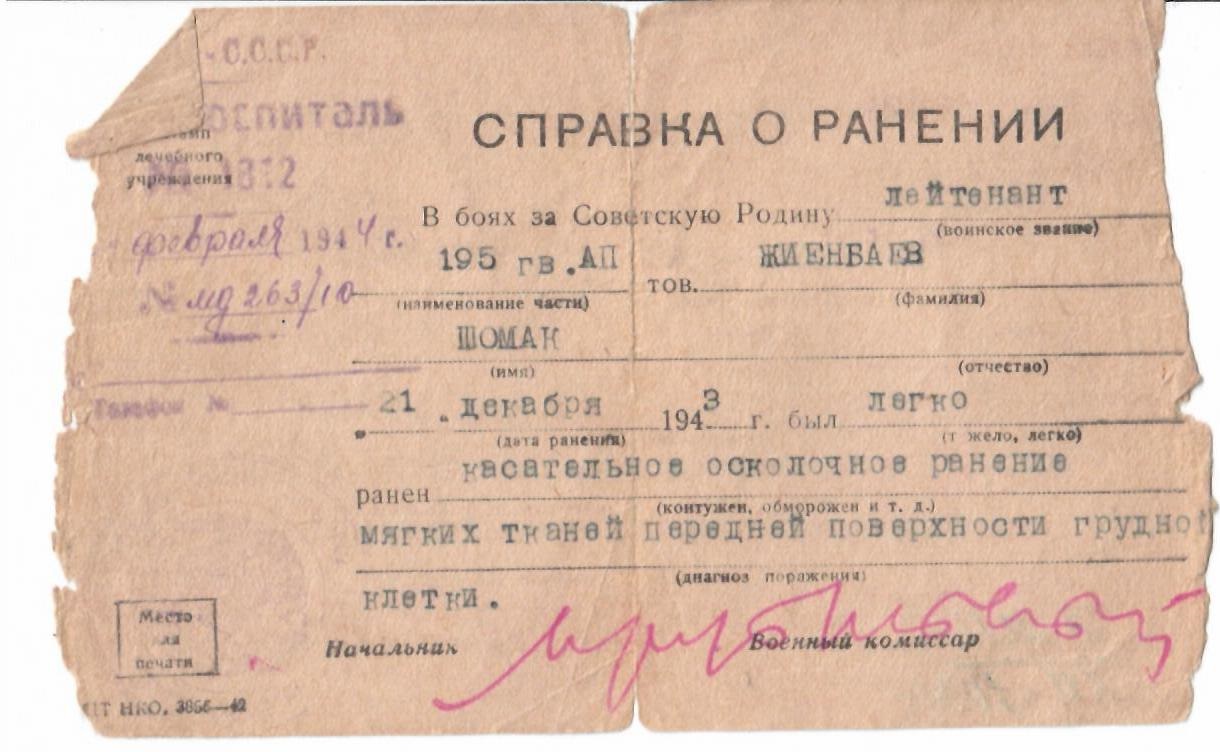 С.С.С.Р.
оспиталь
лечебного
учреждения
февраля 1944 г.
№ мд 263/10
Телефон №
СПРАВКА О РАНЕНИИ
В боях за Советскую Родину лейтенант
(воинское звание)
195 гв.АП тов. ЖИЕНБАЕВ
(наименование части) (фамилия)
ШОМАК
(имя) (отчество)
21 . декабря 1943 г. был легко
(дата ранения) (т жело, легко)
ранен касательное осколочное ранение
(контужен, обморожен и т. д.)
мягких тканей передней поверхности грудной
(диагноз поражения)
клетки.
Место
для
печати
Начальник Военный комиссар
НКО. 3856—42